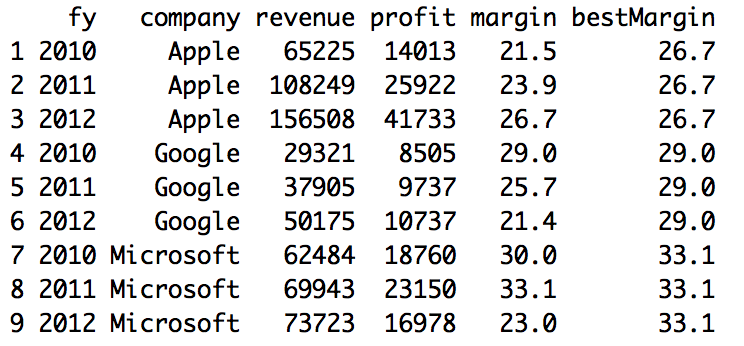 fy company revenue profit margin bestMargin
1 2010 Apple 65225 14013 21.5 26.7
2 2011 Apple 108249 25922 23.9 26.7
3 2012 Apple 156508 41733 26.7 26.7
4 2010 Google 29321 8505 29.0 29.0
5 2011 Google 37905 9737 25.7 29.0
6 2012 Google 50175 10737 21.4 29.0
7 2010 Microsoft 62484 18760 30.0 33.1
8 2011 Microsoft 69943 23150 33.1 33.1
9 2012 Microsoft 73723 16978 23.0 33.1